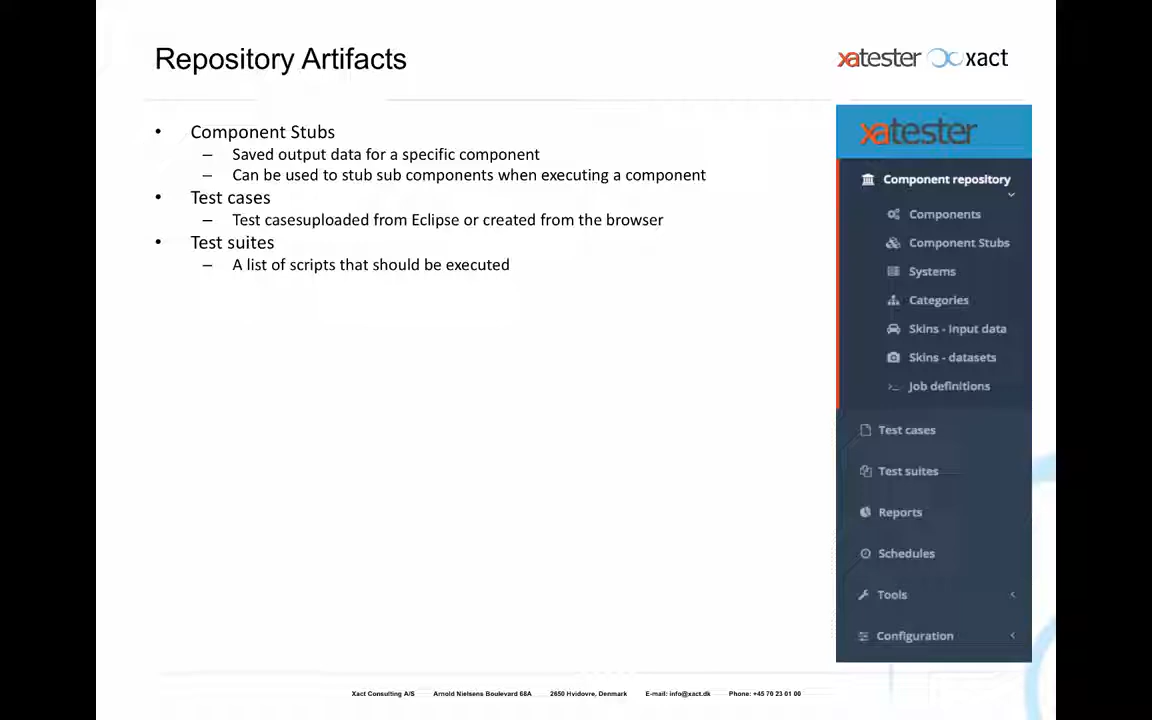 Repository Artifacts
xatester xact
• Component Stubs
– Saved output data for a specific component
– Can be used to stub sub components when executing a component
• Test cases
– Test casesuploaded from Eclipse or created from the browser
• Test suites
– A list of scripts that should be executed
xatester
Component repository
Components
Component Stubs
Systems
Categories
Skins - input data
Skins - datasets
Job definitions
Test cases
Test suites
Reports
Schedules
Tools
Configuration
Xact Consulting A/S Arnold Nielsens Boulevard 68A 2650 Hvidovre, Denmark E-mail: info@xact.dk Phone: +45 70 23 01 00